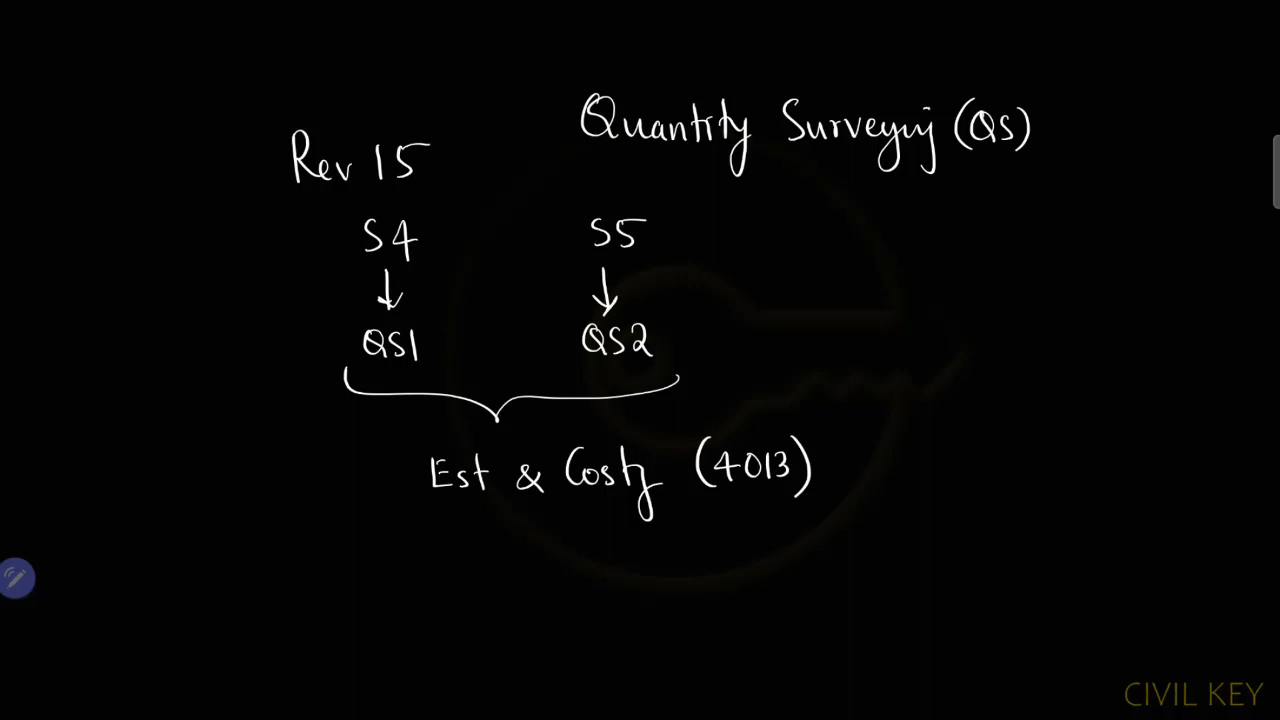 Quantity Surveying (QS)
Rev 15
S4 S5
↓ ↓
QS1 QS2
Est & Costg (4013)
CIVIL KEY